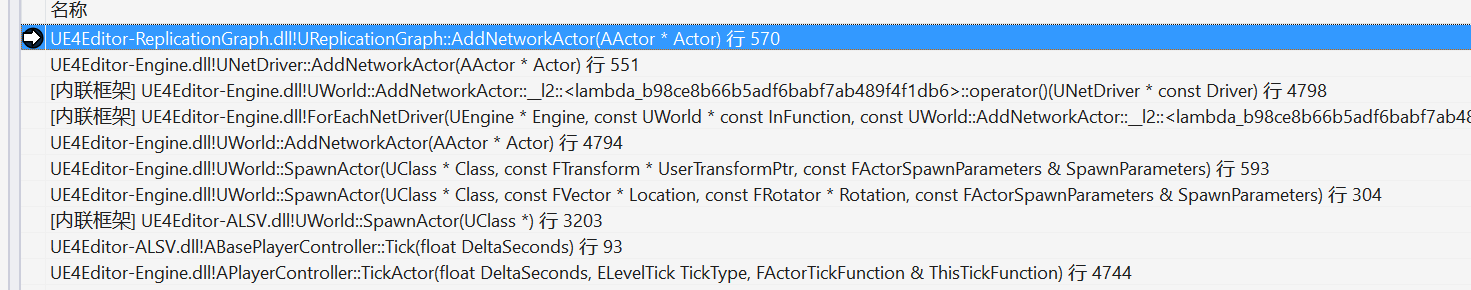 名称
UE4Editor-ReplicationGraph.dll!UReplicationGraph::AddNetworkActor(AActor * Actor) 行 570
UE4Editor-Engine.dll!UNetDriver::AddNetworkActor(AActor * Actor) 行 551
[内联框架] UE4Editor-Engine.dll!UWorld::AddNetworkActor::__l2::<lambda_b98ce8b66b5adf6babf7ab489f4f1db6>::operator()(UNetDriver * const Driver) 行 4798
[内联框架] UE4Editor-Engine.dll!ForEachNetDriver(UEngine * Engine, const UWorld * const InFunction, const UWorld::AddNetworkActor::__l2::<lambda_b98ce8b66b5adf6babf7ab48
UE4Editor-Engine.dll!UWorld::AddNetworkActor(AActor * Actor) 行 4794
UE4Editor-Engine.dll!UWorld::SpawnActor(UClass * Class, const FTransform * UserTransformPtr, const FActorSpawnParameters & SpawnParameters) 行 593
UE4Editor-Engine.dll!UWorld::SpawnActor(UClass * Class, const FVector * Location, const FRotator * Rotation, const FActorSpawnParameters & SpawnParameters) 行 304
[内联框架] UE4Editor-ALSV.dll!UWorld::SpawnActor(UClass *) 行 3203
UE4Editor-ALSV.dll!ABasePlayerController::Tick(float DeltaSeconds) 行 93
UE4Editor-Engine.dll!APlayerController::TickActor(float DeltaSeconds, ELevelTick TickType, FActorTickFunction & ThisTickFunction) 行 4744